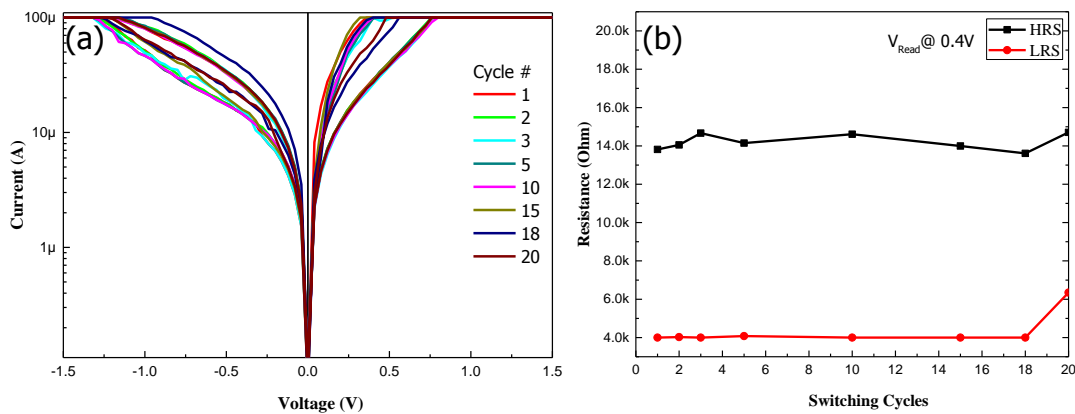 (a)
100µ
10µ
1µ
Current (A)
-1.5
-1.0
-0.5
0.0
0.5
1.0
1.5
Voltage (V)
Cycle #
1
2
3
5
10
15
18
20
(b)
V_Read@ 0.4V
HRS
LRS
20.0k
18.0k
16.0k
14.0k
12.0k
10.0k
8.0k
6.0k
4.0k
Resistance (Ohm)
0
2
4
6
8
10
12
14
16
18
20
Switching Cycles